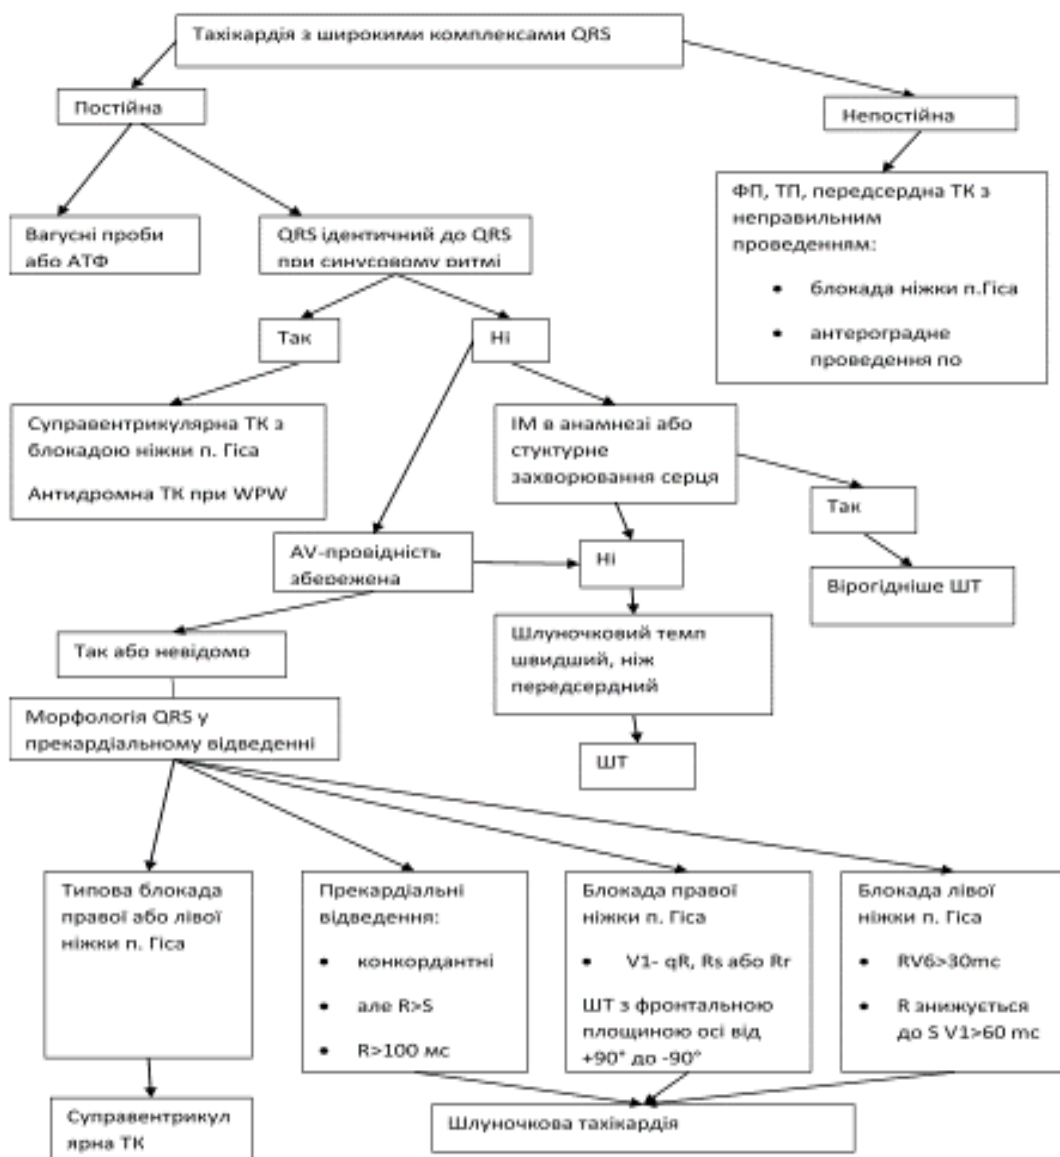 Тахікардія з широкими комплексами QRS
Постійна
Непостійна
Вагусні проби
або АТФ
QRS ідентичний до QRS
при синусовому ритмі
ФП, ТП, передсердна ТК з
неправильним
проведенням:
• блокада ніжки п.Гіса
• антероградне
проведення по
Так
Ні
Суправентрикулярна ТК з
блокадою ніжки п. Гіса
Антидромна ТК при WPW
ІМ в анамнезі або
стуктурне
захворювання серця
Так
AV-провідність
збережена
Ні
Вірогідніше ШТ
Так або невідомо
Шлуночковий темп
швидший, ніж
передсердний
Морфологія QRS у
прекардіальному відведенні
ШТ
Типова блокада
правої або лівої
ніжки п. Гіса
Прекардіальні
відведення:
• конкордантні
• але R>S
• R>100 мс
Блокада правої
ніжки п. Гіса
• V1- qR, Rs або Rr
ШТ з фронтальною
площиною осі від
+90° до -90°
Блокада лівої
ніжки п. Гіса
• RV6>30mc
• R знижується
до S V1>60 mc
Суправентрикул
ярна ТК
Шлуночкова тахікардія